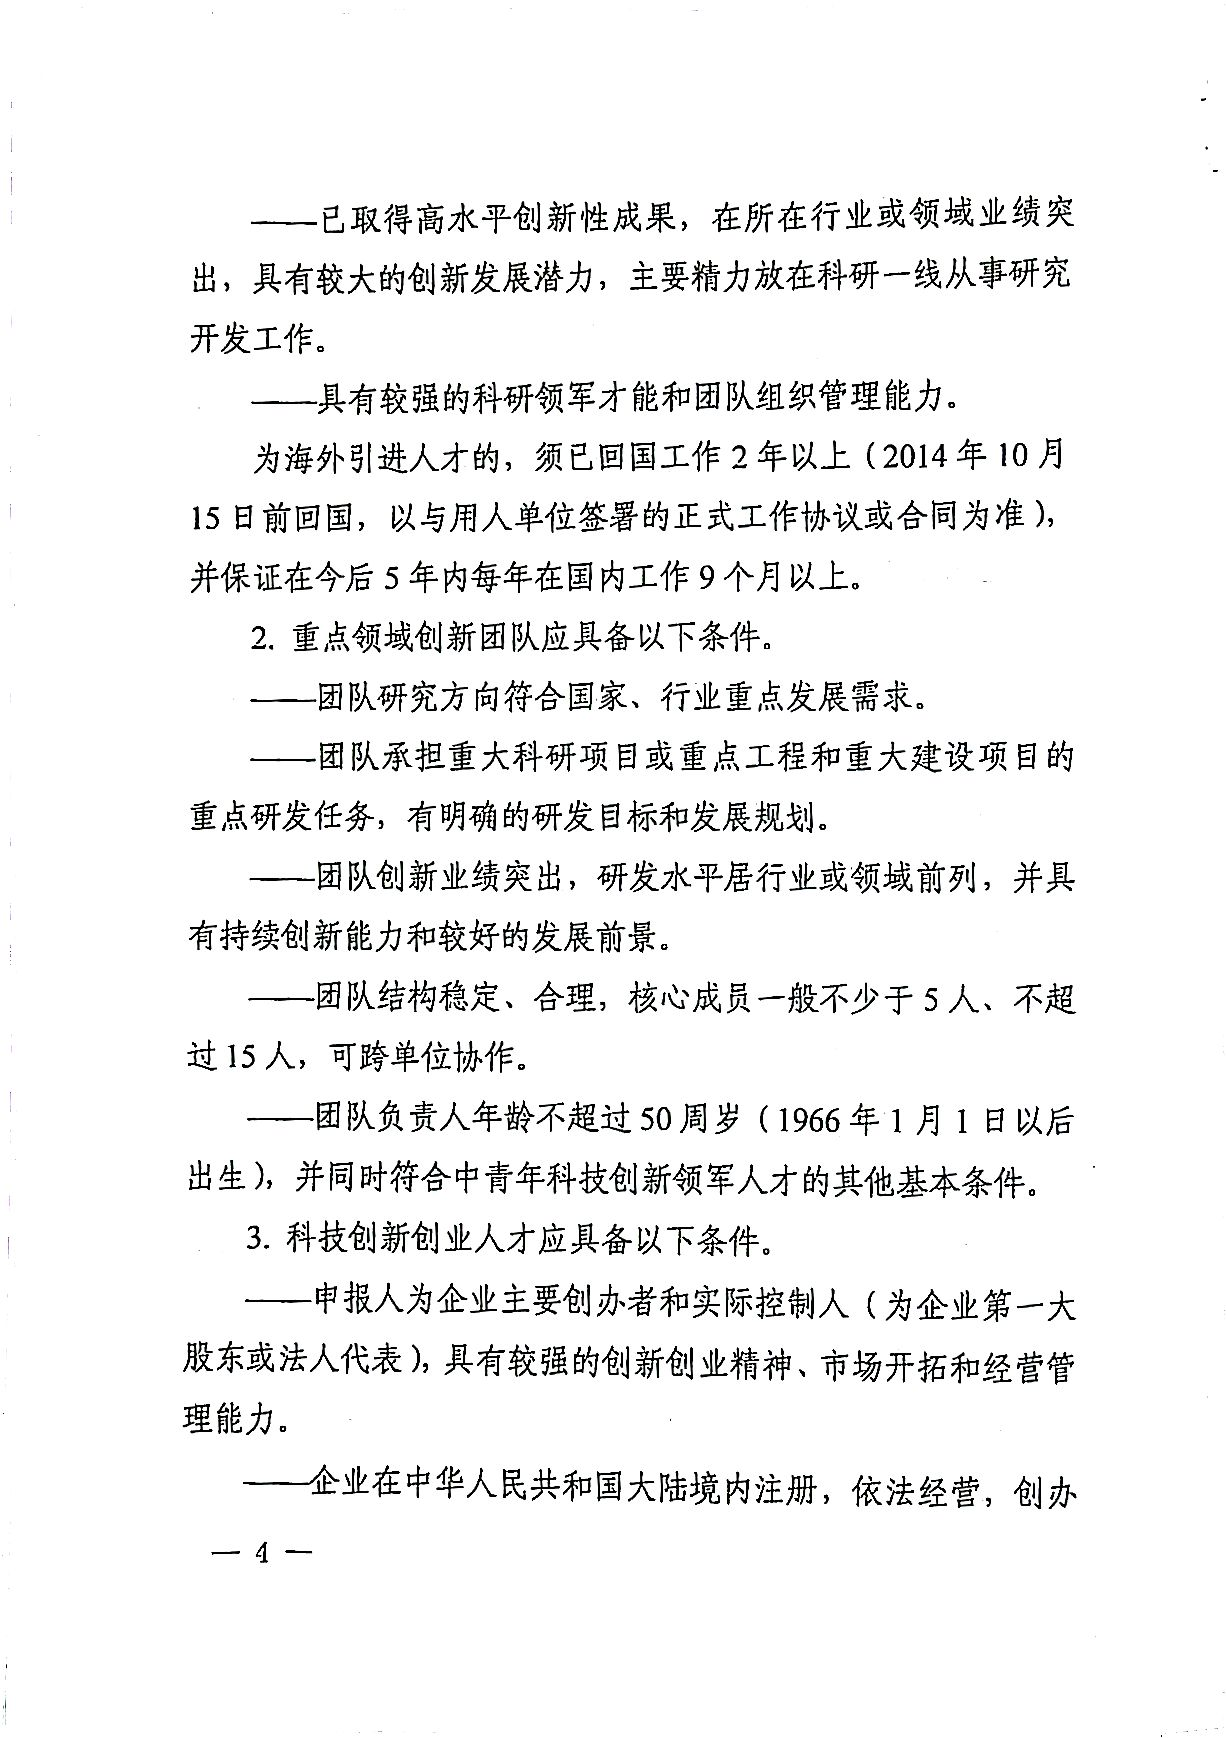 ——已取得高水平创新性成果，在所在行业或领域业绩突
出，具有较大的创新发展潜力，主要精力放在科研一线从事研究
开发工作。
——具有较强的科研领军才能和团队组织管理能力。
为海外引进人才的，须已回国工作2年以上（2014年10月
15日前回国，以与用人单位签署的正式工作协议或合同为准），
并保证在今后5年内每年在国内工作9个月以上。
2. 重点领域创新团队应具备以下条件。
——团队研究方向符合国家、行业重点发展需求。
——团队承担重大科研项目或重点工程和重大建设项目的
重点研发任务，有明确的研发目标和发展规划。
——团队创新业绩突出，研发水平居行业或领域前列，并具
有持续创新能力和较好的发展前景。
——团队结构稳定、合理，核心成员一般不少于5人、不超
过15人，可跨单位协作。
——团队负责人年龄不超过50周岁（1966年1月1日以后
出生），并同时符合中青年科技创新领军人才的其他基本条件。
3. 科技创新创业人才应具备以下条件。
——申报人为企业主要创办者和实际控制人（为企业第一大
股东或法人代表），具有较强的创新创业精神、市场开拓和经营管
理能力。
——企业在中华人民共和国大陆境内注册，依法经营，创办
— 4 —